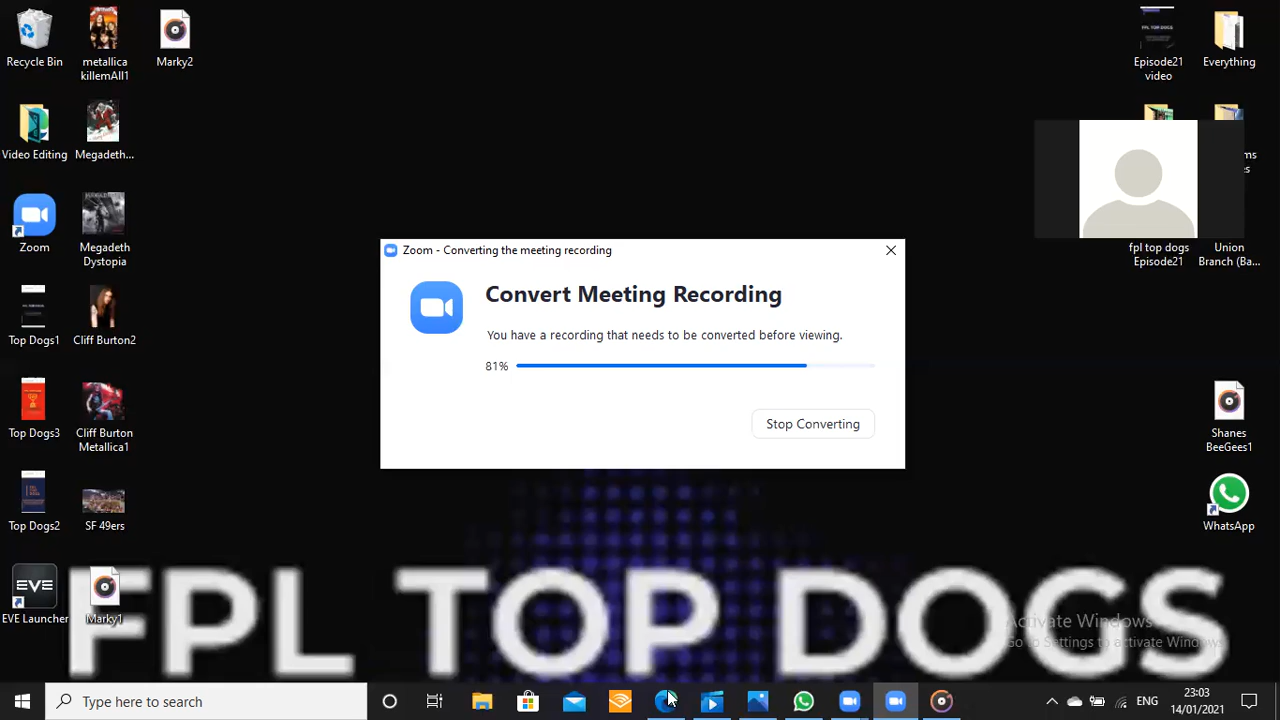 Recycle Bin
metallica
killemAll1
Marky2
Episode21
video
Everything
Video Editing
Megadeth...
Zoom
Megadeth
Dystopia
fpl top dogs
Episode21
Union
Branch (Ba...
Zoom - Converting the meeting recording
Convert Meeting Recording
You have a recording that needs to be converted before viewing.
81%
Stop Converting
Top Dogs1
Cliff Burton2
Top Dogs3
Cliff Burton
Metallica1
Shanes
BeeGees1
Top Dogs2
SF 49ers
WhatsApp
EVE
EVE Launcher
Marky1
FPL TOP DOGS
Activate Windows
Go to Settings to activate Windows.
Type here to search
ENG
23:03
14/01/2021